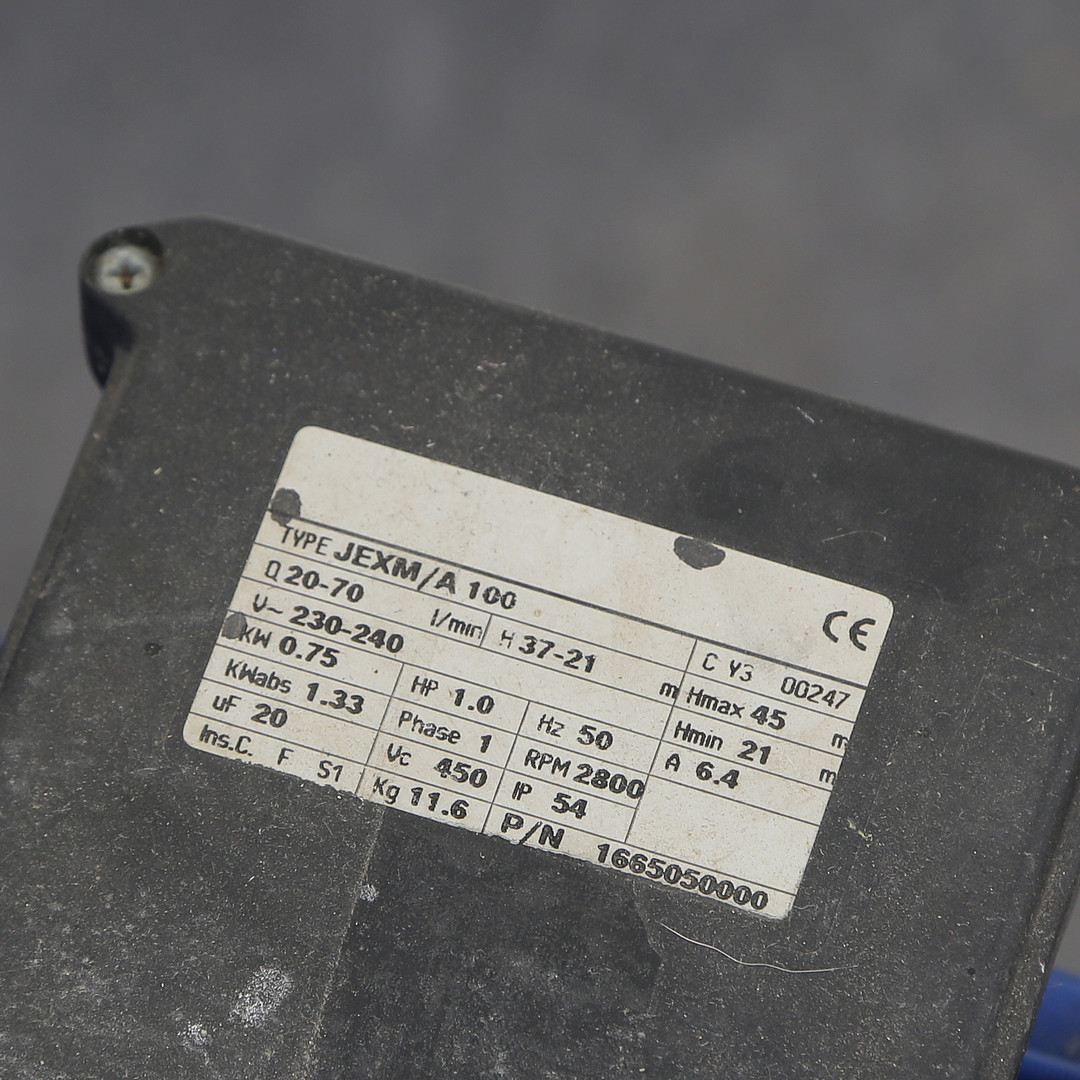 CE
TYPE JEXM/A 100 C Y3 00247
Q 20-70 l/min H 37-21 m Hmax 45 m
V~ 230-240 Hmin 21 m
KW 0.75 HP 1.0 Hz 50 A 6.4
KWabs 1.33 Phase 1 RPM 2800
uF 20 Vc 450 IP 54
Ins.C. F S1 Kg 11.6 P/N 1665050000